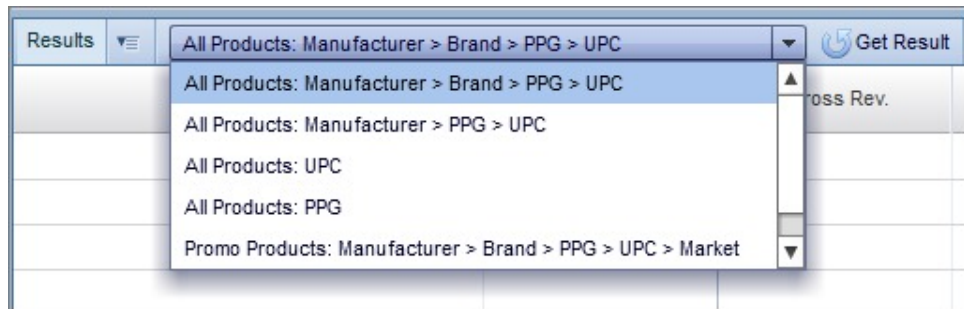 Results
All Products: Manufacturer > Brand > PPG > UPC
Get Result
All Products: Manufacturer > Brand > PPG > UPC
ross Rev.
All Products: Manufacturer > PPG > UPC
All Products: UPC
All Products: PPG
Promo Products: Manufacturer > Brand > PPG > UPC > Market